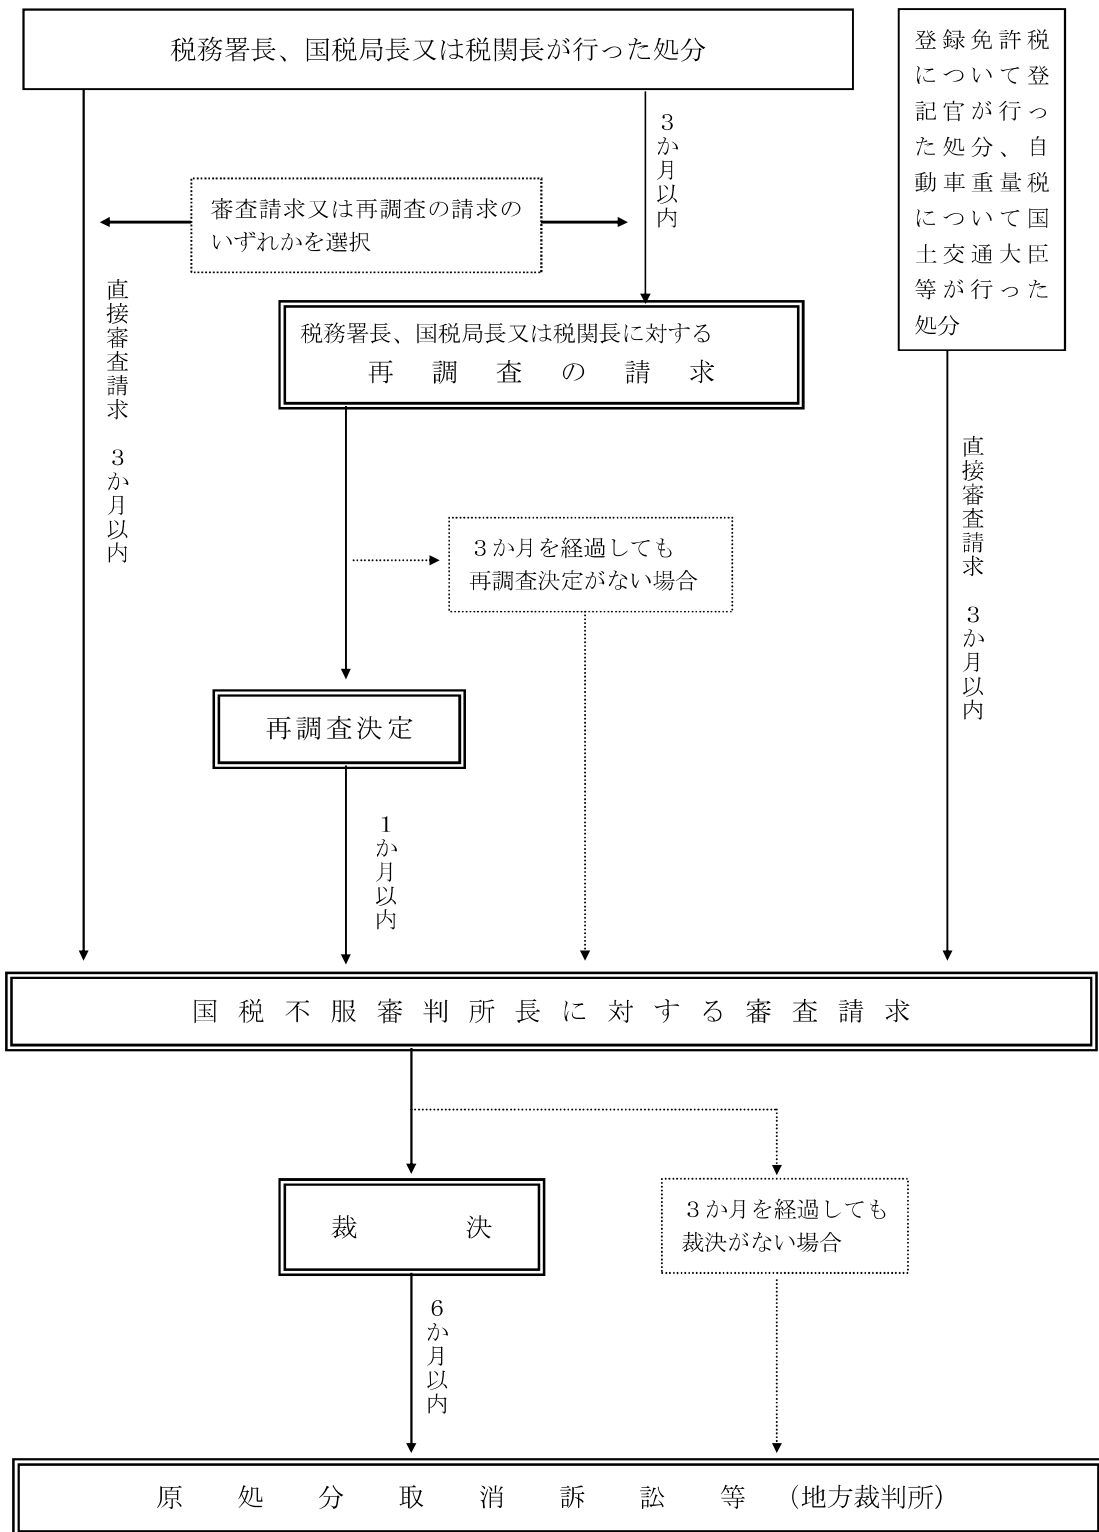 税務署長、国税局長又は税関長が行った処分
登録免許税
について登
記官が行っ
た処分、自
動車重量税
について国
土交通大臣
等が行った
処分
3か月以内
審査請求又は再調査の請求の
いずれかを選択
直接審査請求 3か月以内
税務署長、国税局長又は税関長に対する
再調査の請求
直接審査請求 3か月以内
3か月を経過しても
再調査決定がない場合
再調査決定
1か月以内
国税不服審判所長に対する審査請求
裁決
3か月を経過しても
裁決がない場合
6か月以内
原処分取消訴訟等(地方裁判所)